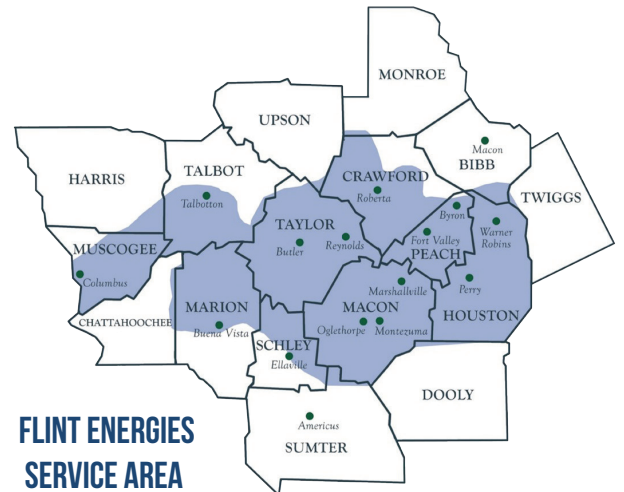 MONROE
UPSON
Macon
BIBB
HARRIS
TALBOT
CRAWFORD
TWIGGS
Roberta
Talbotton
Byron
TAYLOR
Warner
Robins
Reynolds
Fort Valley
Butler
PEACH
MUSCOGEE
Columbus
Marshallville
Perry
MARION
MACON
HOUSTON
CHATTAHOOCHEE
Oglethorpe
Montezuma
Buena Vista
SCHLEY
Ellaville
DOOLY
Americus
SUMTER
FLINT ENERGIES
SERVICE AREA